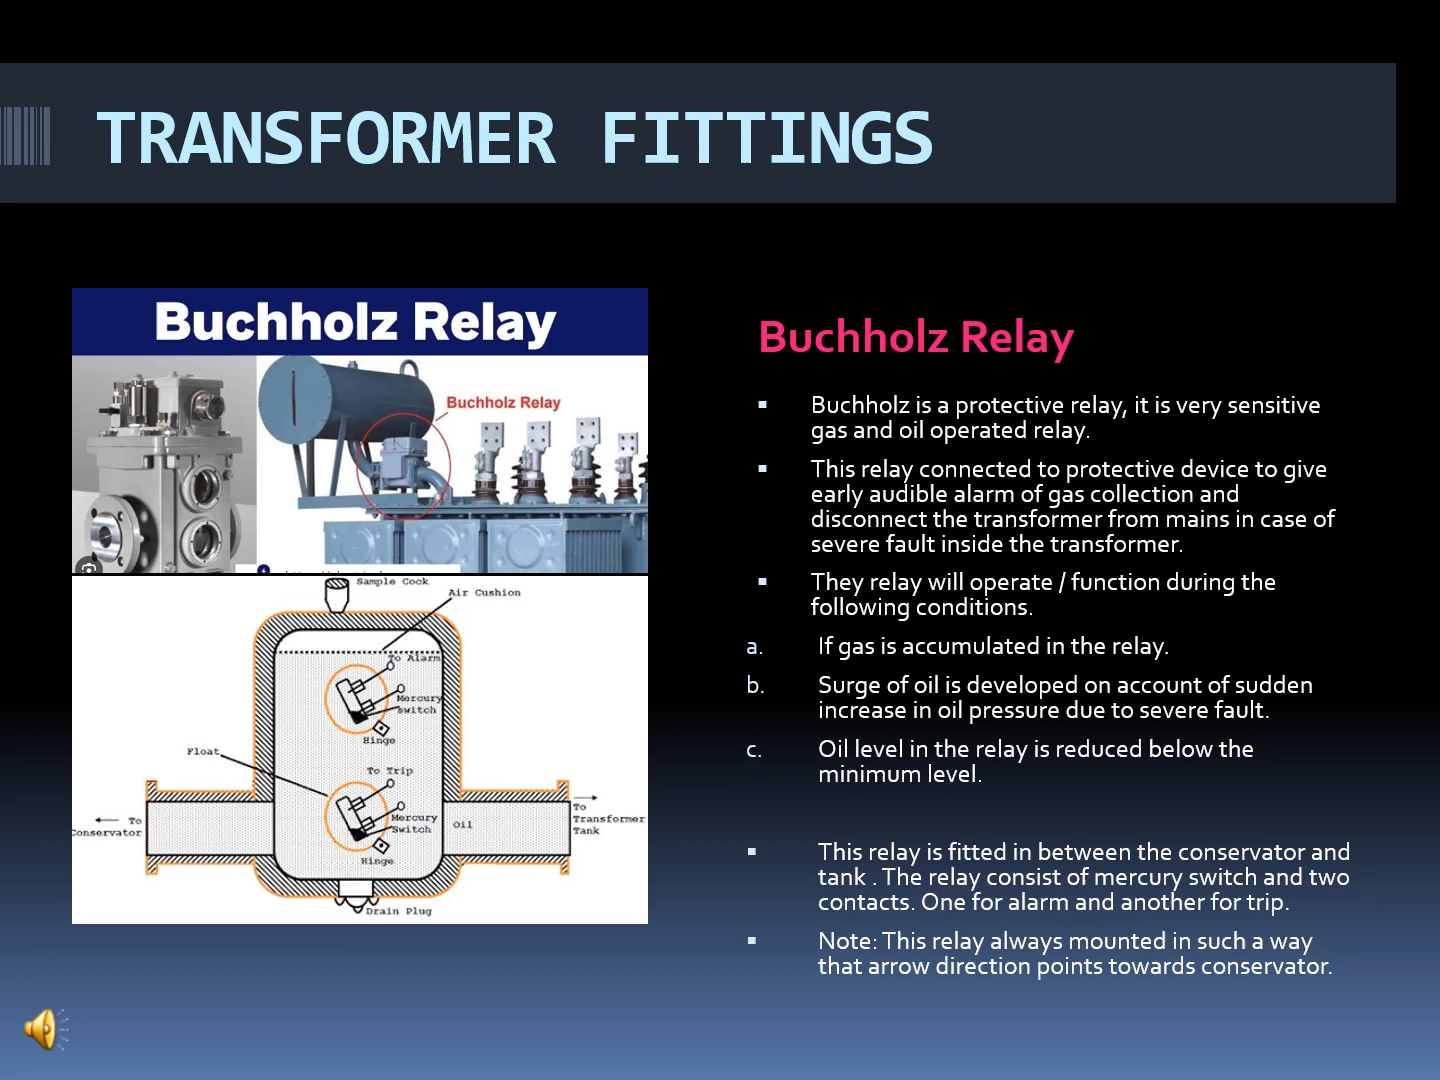 TRANSFORMER FITTINGS
Buchholz Relay
Buchholz Relay
Sample Cock
Air Cushion
To Alarm
Mercury
Switch
Hinge
Float
To Trip
Mercury
Switch
Hinge
Oil
To
Conservator
To
Transformer
Tank
Drain Plug
Buchholz Relay
▪ Buchholz is a protective relay, it is very sensitive
gas and oil operated relay.
▪ This relay connected to protective device to give
early audible alarm of gas collection and
disconnect the transformer from mains in case of
severe fault inside the transformer.
▪ They relay will operate / function during the
following conditions.
a. If gas is accumulated in the relay.
b. Surge of oil is developed on account of sudden
increase in oil pressure due to severe fault.
c. Oil level in the relay is reduced below the
minimum level.
▪ This relay is fitted in between the conservator and
tank . The relay consist of mercury switch and two
contacts. One for alarm and another for trip.
▪ Note: This relay always mounted in such a way
that arrow direction points towards conservator.